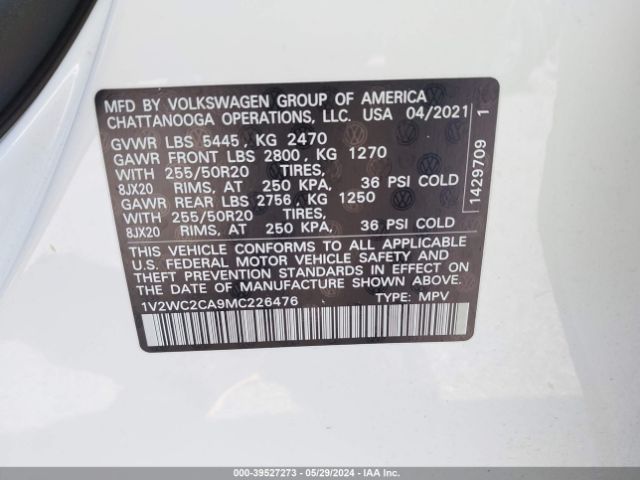 MFD BY VOLKSWAGEN GROUP OF AMERICA
CHATTANOOGA OPERATIONS, LLC. USA 04/2021
GVWR LBS 5445, KG 2470
GAWR FRONT LBS 2800, KG 1270
WITH 255/50R20 TIRES,
8JX20 RIMS, AT 250 KPA, 36 PSI COLD
GAWR REAR LBS 2756, KG 1250
WITH 255/50R20 TIRES,
8JX20 RIMS, AT 250 KPA, 36 PSI COLD
THIS VEHICLE CONFORMS TO ALL APPLICABLE
U.S. FEDERAL MOTOR VEHICLE SAFETY AND
THEFT PREVENTION STANDARDS IN EFFECT ON
THE DATE OF MANUFACTURE SHOWN ABOVE.
1V2WC2CA9MC226476 TYPE: MPV
1429709 1
000-39527273 - 05/29/2024 - IAA Inc.